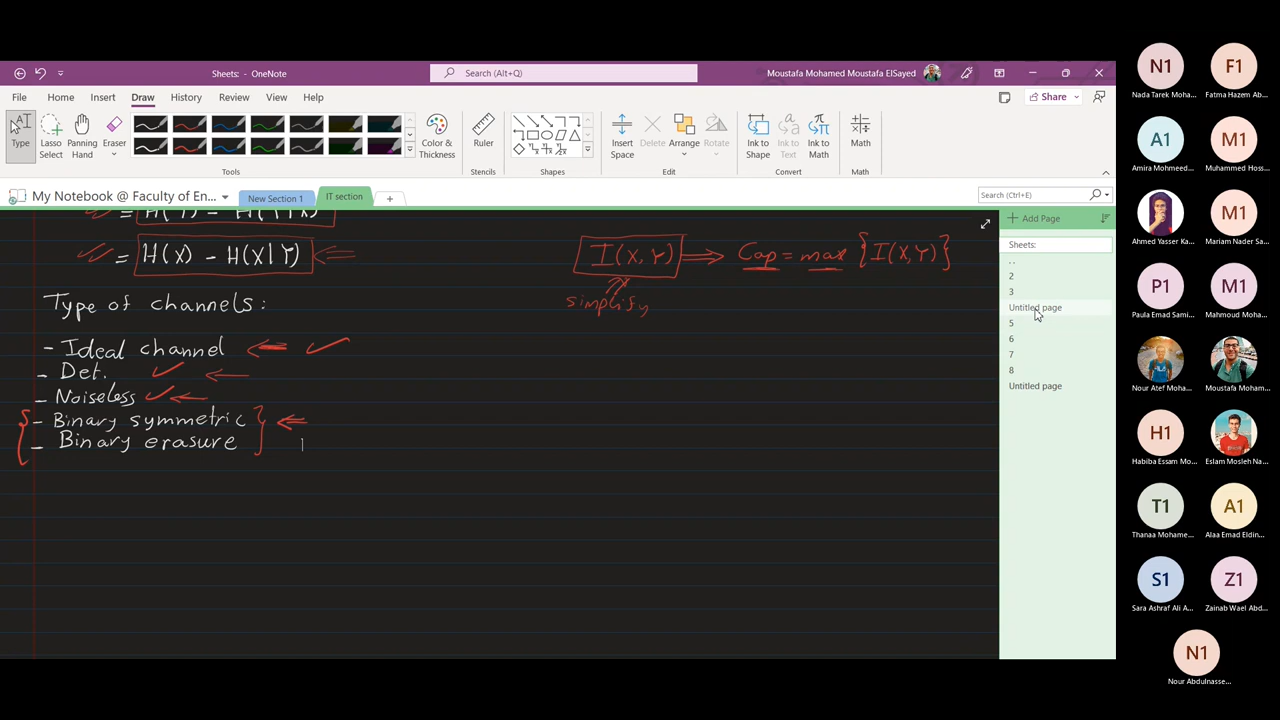 Sheets: - OneNote
Search (Alt+Q)
Moustafa Mohamed Moustafa ElSayed
File Home Insert Draw History Review View Help
Share
Type
Lasso Select
Panning Hand
Eraser
Color & Thickness
Ruler
Insert Space
Delete
Arrange
Rotate
Ink to Shape
Ink to Text
Ink to Math
Math
Tools
Stencils
Shapes
Edit
Convert
Math
My Notebook @ Faculty of En...
New Section 1
IT section
Search (Ctrl+E)
= H(X) - H(X|Y)
I(X,Y) ⇒ Cap = max {I(X,Y)}
simplify
Type of channels:
- Ideal channel
- Det.
- Noiseless
- Binary symmetric
- Binary erasure
Add Page
Sheets:
..
2
3
Untitled page
5
6
7
8
Untitled page
N1
Nada Tarek Moha...
F1
Fatma Hazem Ab...
A1
Amira Mohmeed...
M1
Muhammed Hoss...
Ahmed Yasser Ka...
M1
Mariam Nader Sa...
P1
Paula Emad Sami...
M1
Mahmoud Moha...
Nour Atef Moha...
Moustafa Moham...
H1
Habiba Essam Mo...
Eslam Mosleh Na...
T1
Thanaa Mohame...
A1
Alaa Emad Eldin...
S1
Sara Ashraf Ali A...
Z1
Zainab Wael Abd...
N1
Nour Abdulnasse...